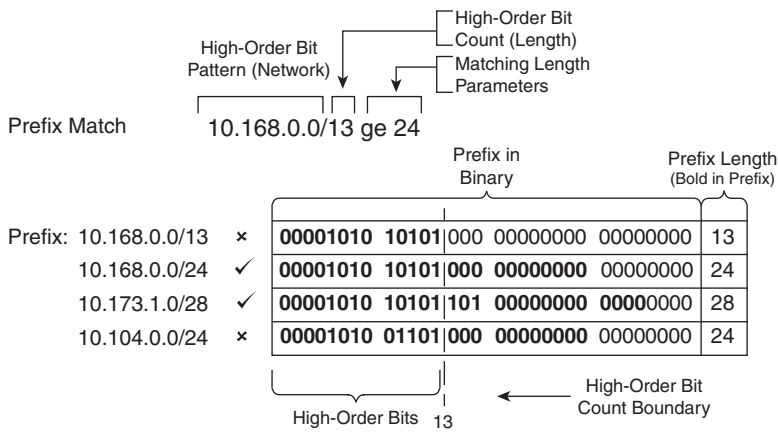 High-Order Bit
Count (Length)
High-Order Bit
Pattern (Network)
Matching Length
Parameters
Prefix Match 10.168.0.0/13 ge 24
Prefix in
Binary
Prefix Length
(Bold in Prefix)
Prefix: 10.168.0.0/13 × 00001010 10101 000 00000000 00000000 13
10.168.0.0/24 ✓ 00001010 10101 000 00000000 00000000 24
10.173.1.0/28 ✓ 00001010 10101 101 00000000 00000000 28
10.104.0.0/24 × 00001010 01101 000 00000000 00000000 24
High-Order Bits 13
High-Order Bit
Count Boundary